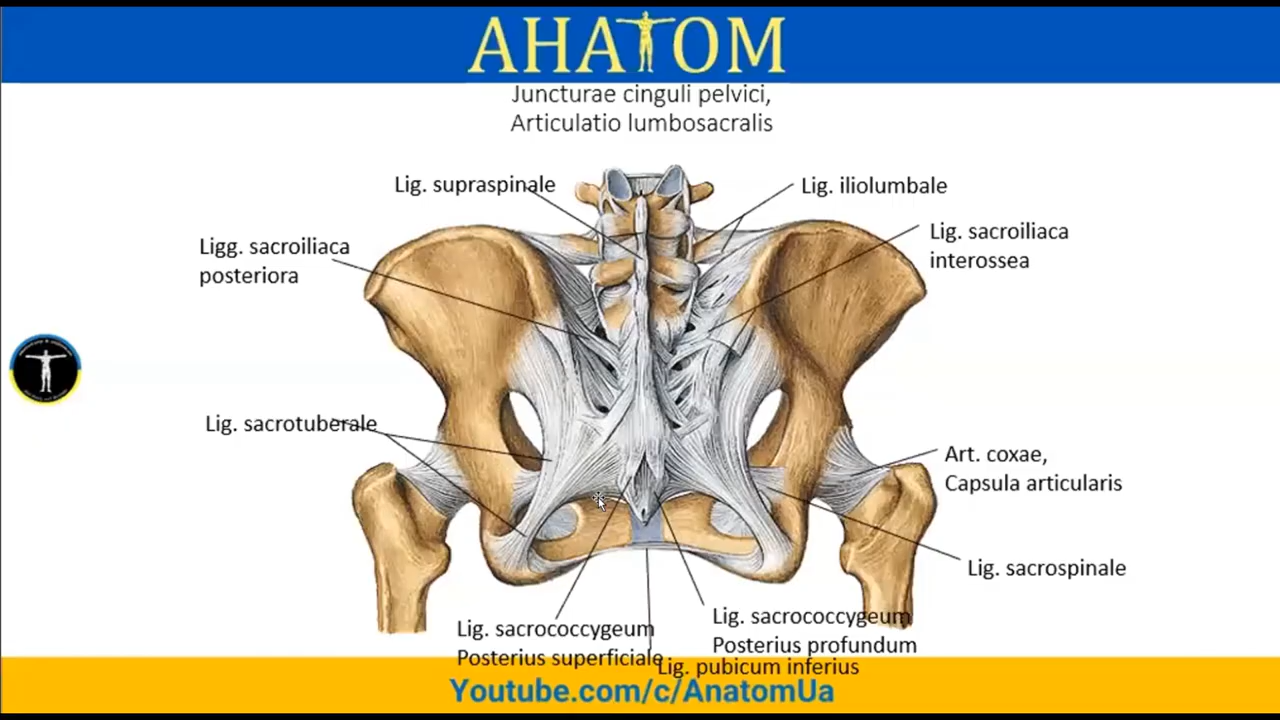 АНАТОМ
Juncturae cinguli pelvici,
Articulatio lumbosacralis
Lig. supraspinale
Lig. iliolumbale
Ligg. sacroiliaca
posteriora
Lig. sacroiliaca
interossea
Lig. sacrotuberale
Art. coxae,
Capsula articularis
Lig. sacrospinale
Lig. sacrococcygeum
Posterius superficiale
Lig. sacrococcygeum
Posterius profundum
Lig. pubicum inferius
Youtube.com/c/AnatomUa